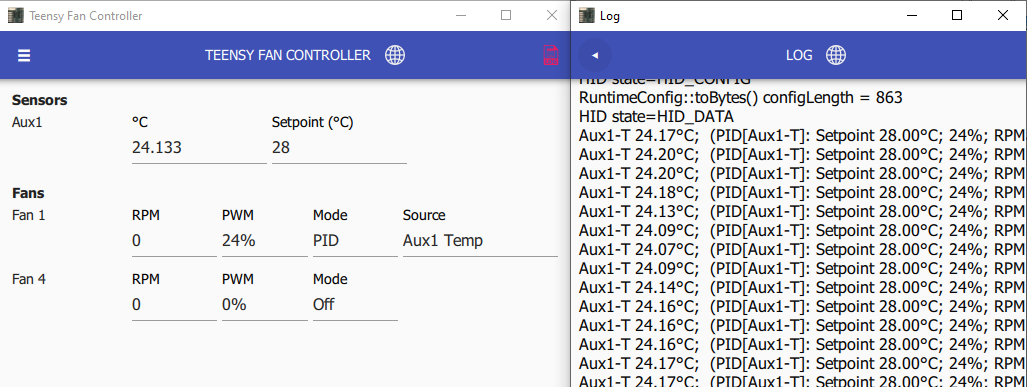 Teensy Fan Controller
TEENSY FAN CONTROLLER
Sensors
Aux1
°C
Setpoint (°C)
24.133
28
Fans
Fan 1
RPM
PWM
Mode
Source
0
24%
PID
Aux1 Temp
Fan 4
RPM
PWM
Mode
0
0%
Off
Log
LOG
HID state=HID_CONFIG
RuntimeConfig::toBytes() configLength = 863
HID state=HID_DATA
Aux1-T 24.17°C;  (PID[Aux1-T]: Setpoint 28.00°C; 24%; RPM
Aux1-T 24.20°C;  (PID[Aux1-T]: Setpoint 28.00°C; 24%; RPM
Aux1-T 24.20°C;  (PID[Aux1-T]: Setpoint 28.00°C; 24%; RPM
Aux1-T 24.18°C;  (PID[Aux1-T]: Setpoint 28.00°C; 24%; RPM
Aux1-T 24.13°C;  (PID[Aux1-T]: Setpoint 28.00°C; 24%; RPM
Aux1-T 24.09°C;  (PID[Aux1-T]: Setpoint 28.00°C; 24%; RPM
Aux1-T 24.07°C;  (PID[Aux1-T]: Setpoint 28.00°C; 24%; RPM
Aux1-T 24.09°C;  (PID[Aux1-T]: Setpoint 28.00°C; 24%; RPM
Aux1-T 24.14°C;  (PID[Aux1-T]: Setpoint 28.00°C; 24%; RPM
Aux1-T 24.16°C;  (PID[Aux1-T]: Setpoint 28.00°C; 24%; RPM
Aux1-T 24.16°C;  (PID[Aux1-T]: Setpoint 28.00°C; 24%; RPM
Aux1-T 24.16°C;  (PID[Aux1-T]: Setpoint 28.00°C; 24%; RPM
Aux1-T 24.17°C;  (PID[Aux1-T]: Setpoint 28.00°C; 24%; RPM
Aux1-T 24.17°C;  (PID[Aux1-T]: Setpoint 28.00°C; 24%; RPM